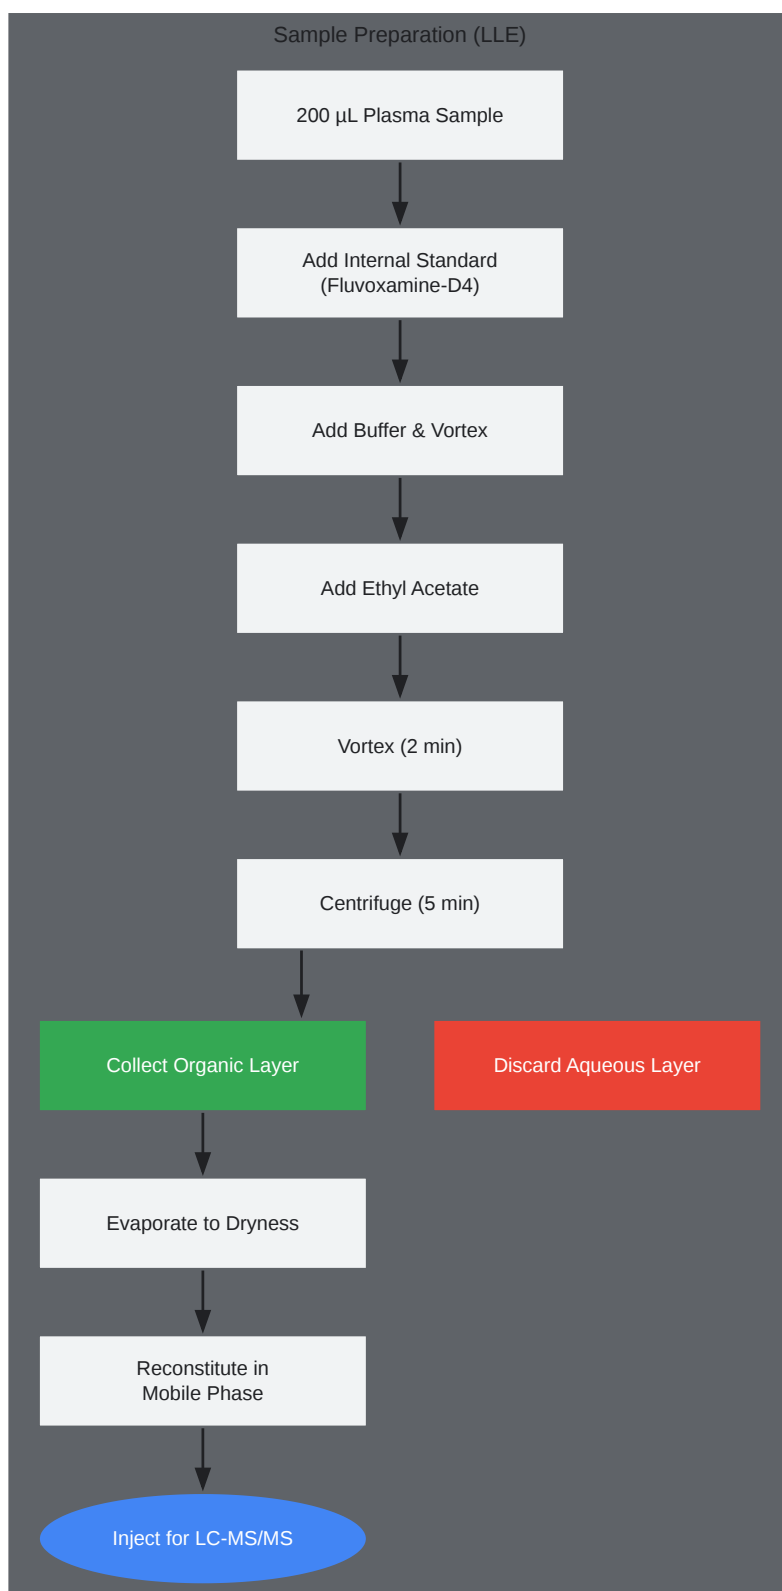 Sample Preparation (LLE)
200 µL Plasma Sample
Add Internal Standard
(Fluvoxamine-D4)
Add Buffer & Vortex
Add Ethyl Acetate
Vortex (2 min)
Centrifuge (5 min)
Collect Organic Layer
Discard Aqueous Layer
Evaporate to Dryness
Reconstitute in
Mobile Phase
Inject for LC-MS/MS